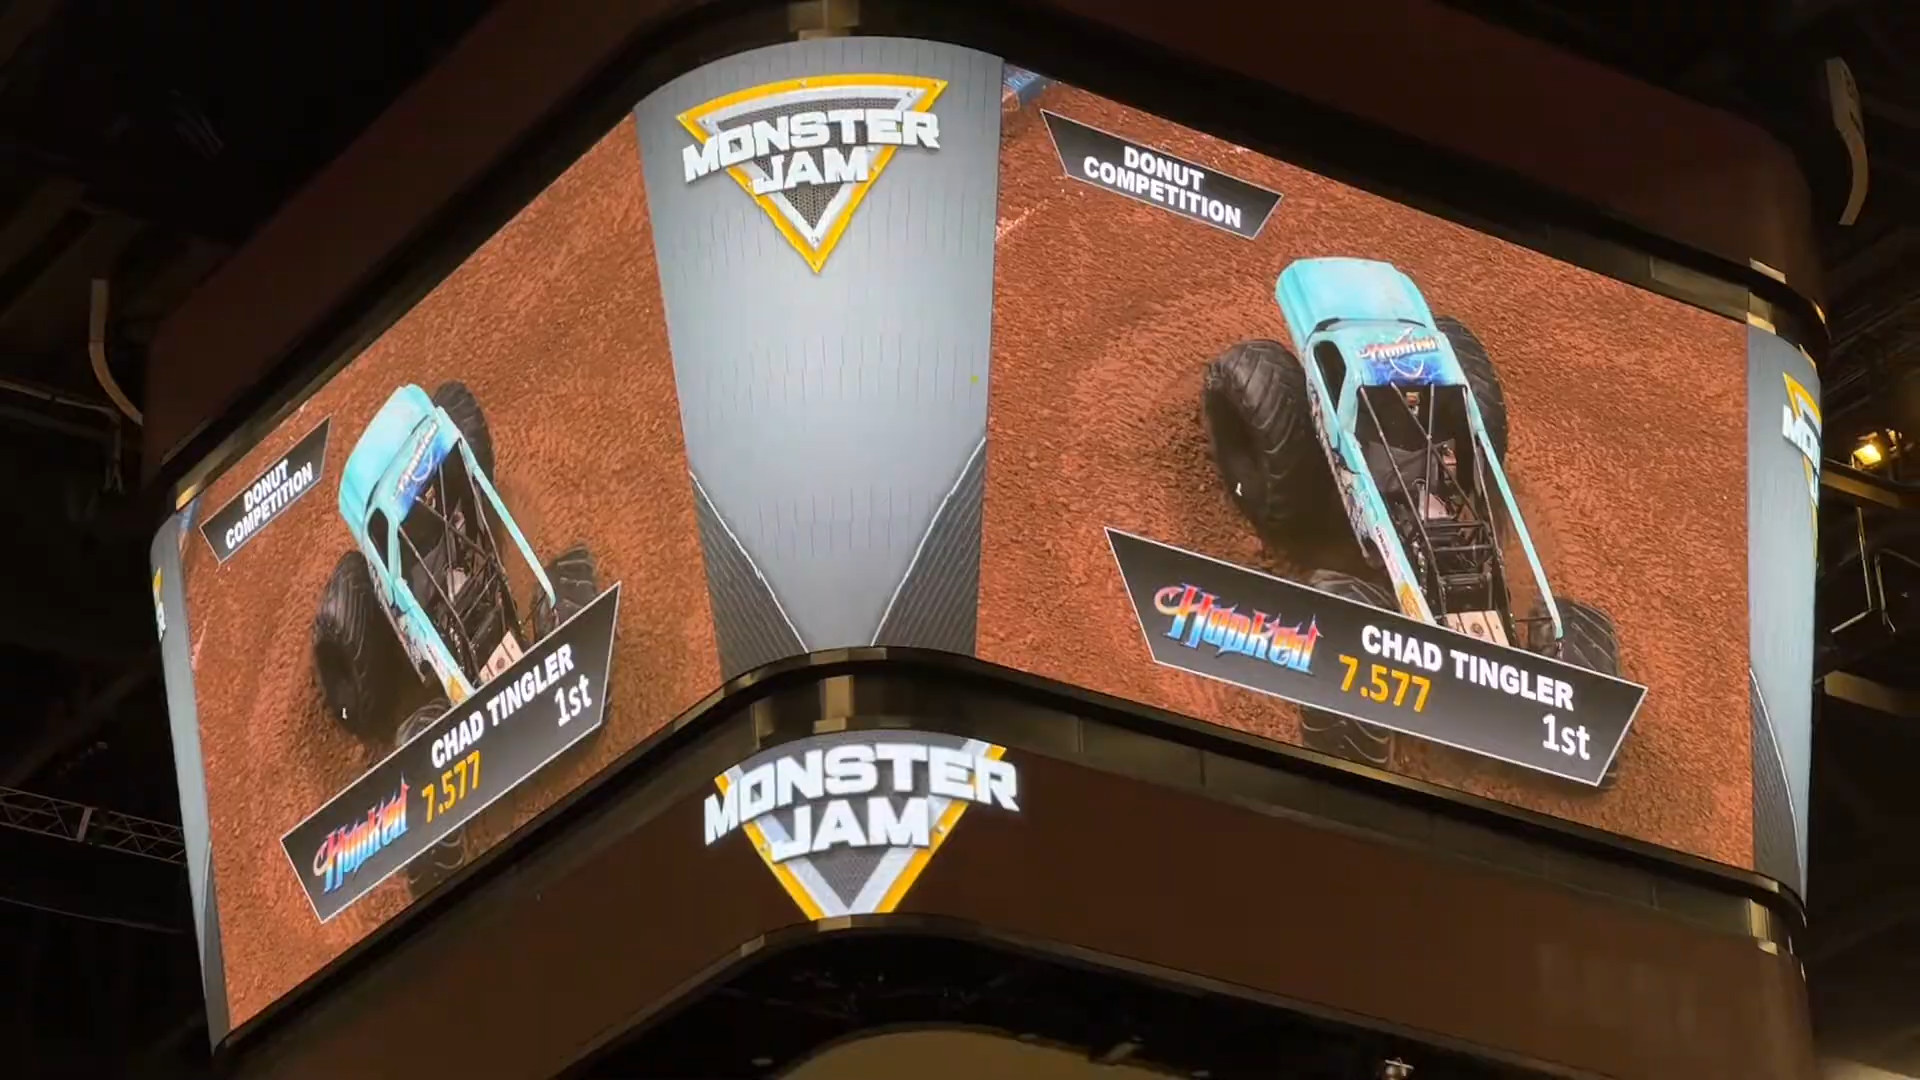 MONSTER
JAM
DONUT
COMPETITION
Hooked
CHAD TINGLER
7.577
1st
DONUT
COMPETITION
Hooked
Hooked
CHAD TINGLER
7.577
1st
MONSTER
JAM